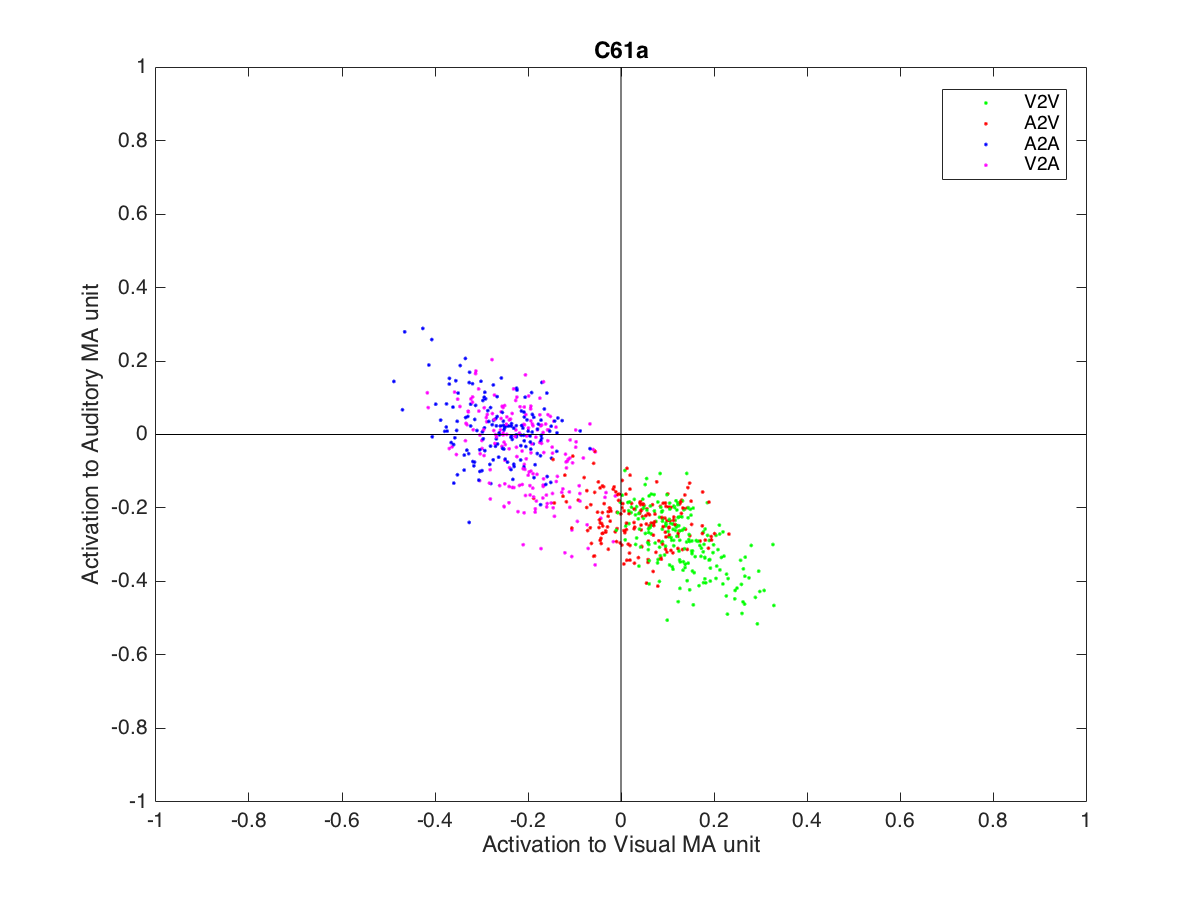 C61a
V2V
A2V
A2A
V2A
Activation to Auditory MA unit
1
0.8
0.6
0.4
0.2
0
-0.2
-0.4
-0.6
-0.8
-1
-1 -0.8 -0.6 -0.4 -0.2 0 0.2 0.4 0.6 0.8 1
Activation to Visual MA unit